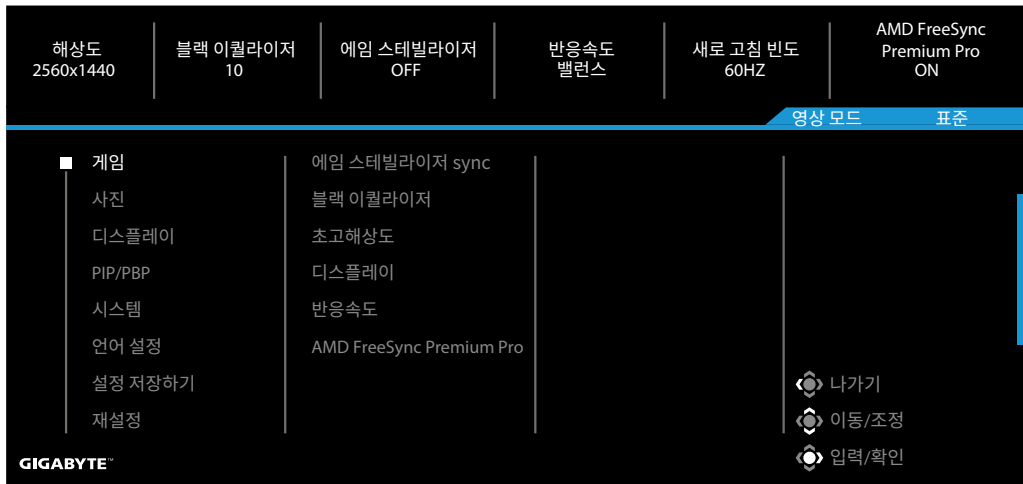 해상도
2560x1440
블랙 이퀄라이저
10
에임 스테빌라이저
OFF
반응속도
밸런스
새로 고침 빈도
60HZ
AMD FreeSync
Premium Pro
ON
영상 모드 표준
게임
사진
디스플레이
PIP/PBP
시스템
언어 설정
설정 저장하기
재설정
에임 스테빌라이저 sync
블랙 이퀄라이저
초고해상도
디스플레이
반응속도
AMD FreeSync Premium Pro
나가기
이동/조정
입력/확인
GIGABYTE™